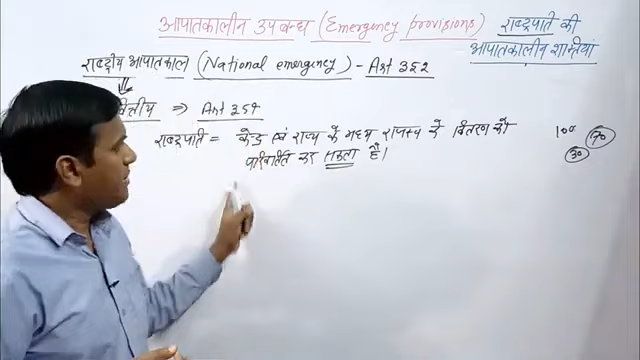 आपातकालीन उपबन्ध (Emergency provisions) राष्ट्रपति की
आपातकालीन शक्तियां
राष्ट्रीय आपातकाल (National emergency) - Art 352
वित्तीय ⇒ Art 354
राष्ट्रपति = केन्द्र एवं राज्य के मध्य राजस्व के वितरण को
परिवर्तित कर सकता है।
100 70
30